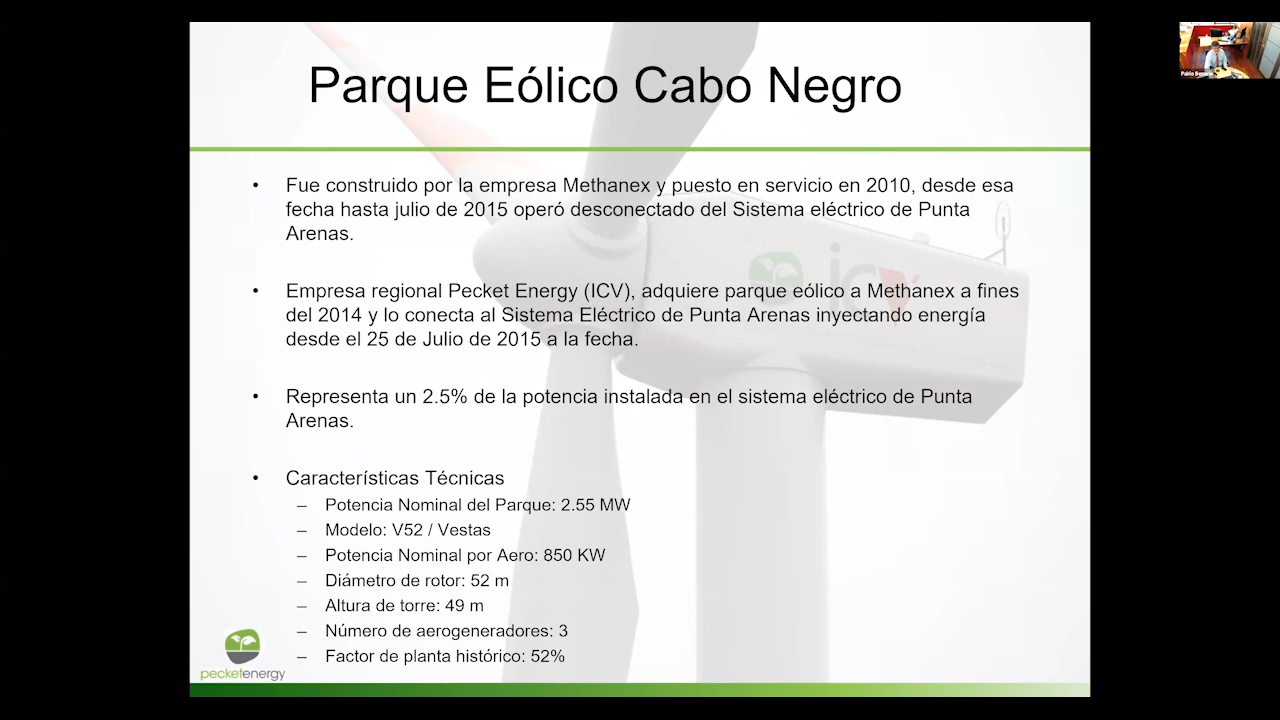 Parque Eólico Cabo Negro
• Fue construido por la empresa Methanex y puesto en servicio en 2010, desde esa
fecha hasta julio de 2015 operó desconectado del Sistema eléctrico de Punta
Arenas.
• Empresa regional Pecket Energy (ICV), adquiere parque eólico a Methanex a fines
del 2014 y lo conecta al Sistema Eléctrico de Punta Arenas inyectando energía
desde el 25 de Julio de 2015 a la fecha.
• Representa un 2.5% de la potencia instalada en el sistema eléctrico de Punta
Arenas.
• Características Técnicas
– Potencia Nominal del Parque: 2.55 MW
– Modelo: V52 / Vestas
– Potencia Nominal por Aero: 850 KW
– Diámetro de rotor: 52 m
– Altura de torre: 49 m
– Número de aerogeneradores: 3
– Factor de planta histórico: 52%
pecketenergy
icv
Pablo